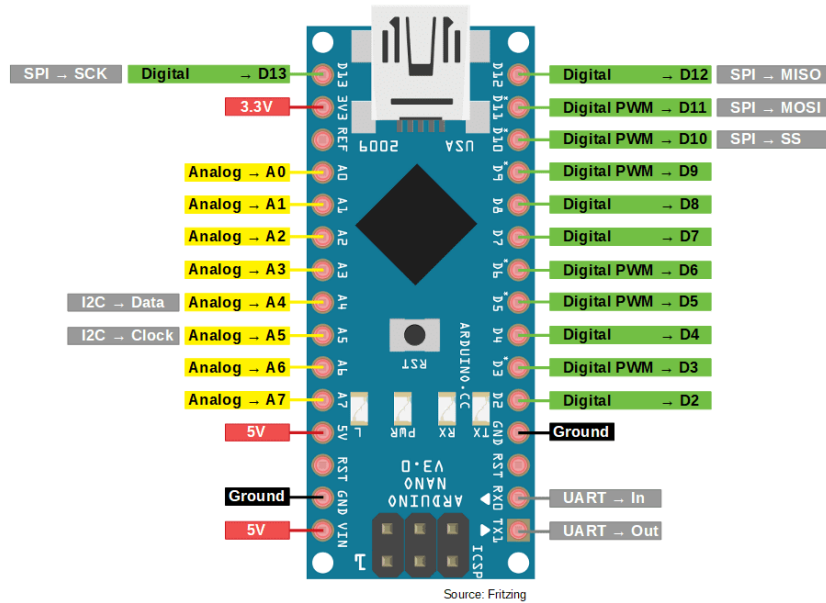 SPI → SCK Digital → D13 D13 D12 Digital → D12 SPI → MISO
3.3V 3V3 D11* Digital PWM → D11 SPI → MOSI
REF 2009 USA D10* Digital PWM → D10 SPI → SS
Analog → A0 A0 D9* Digital PWM → D9
Analog → A1 A1 D8 Digital → D8
Analog → A2 A2 D7 Digital → D7
Analog → A3 A3 D6* Digital PWM → D6
I2C → Data Analog → A4 A4 D5* Digital PWM → D5
I2C → Clock Analog → A5 A5 D4 Digital → D4
RST
ARDUINO.CC
Analog → A6 A6 D3* Digital PWM → D3
Analog → A7 A7 D2 Digital → D2
5V 5V L PWR RX TX GND Ground
RST RST
Ground GND RX0 UART → In
5V VIN TX1 UART → Out
ARDUINO
NANO
V3.0
1 ICSP
Source: Fritzing